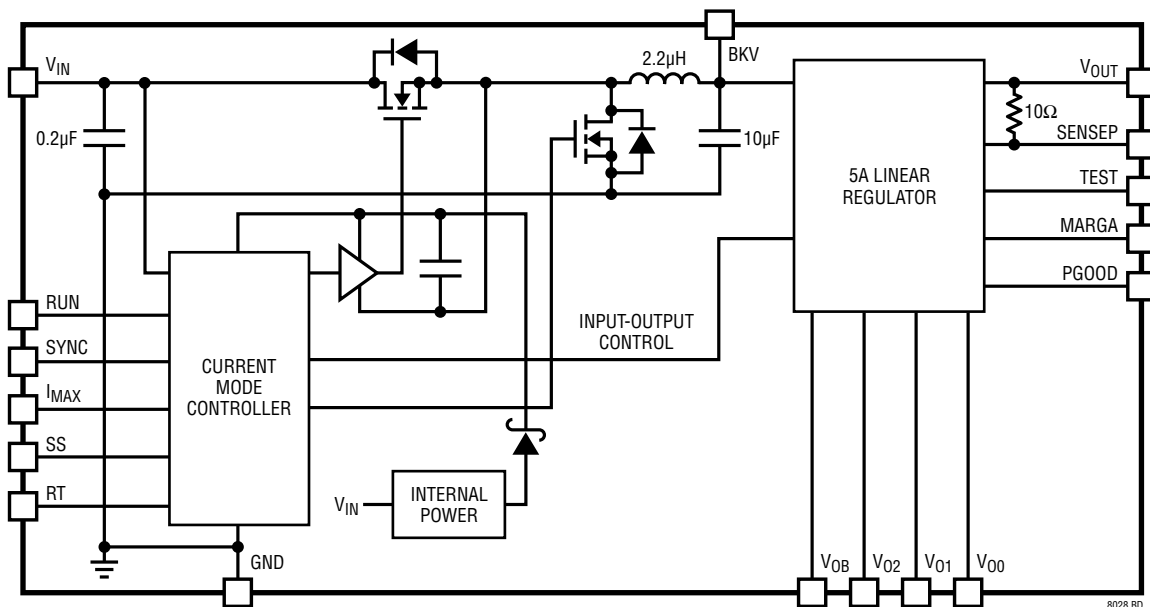 V_IN
BKV
2.2µH
V_OUT
0.2µF
10µF
10Ω
SENSEP
5A LINEAR
REGULATOR
TEST
MARGA
PGOOD
RUN
SYNC
I_MAX
SS
RT
CURRENT
MODE
CONTROLLER
INPUT-OUTPUT
CONTROL
V_IN
INTERNAL
POWER
GND
V_OB
V_O2
V_O1
V_O0
8028 BD